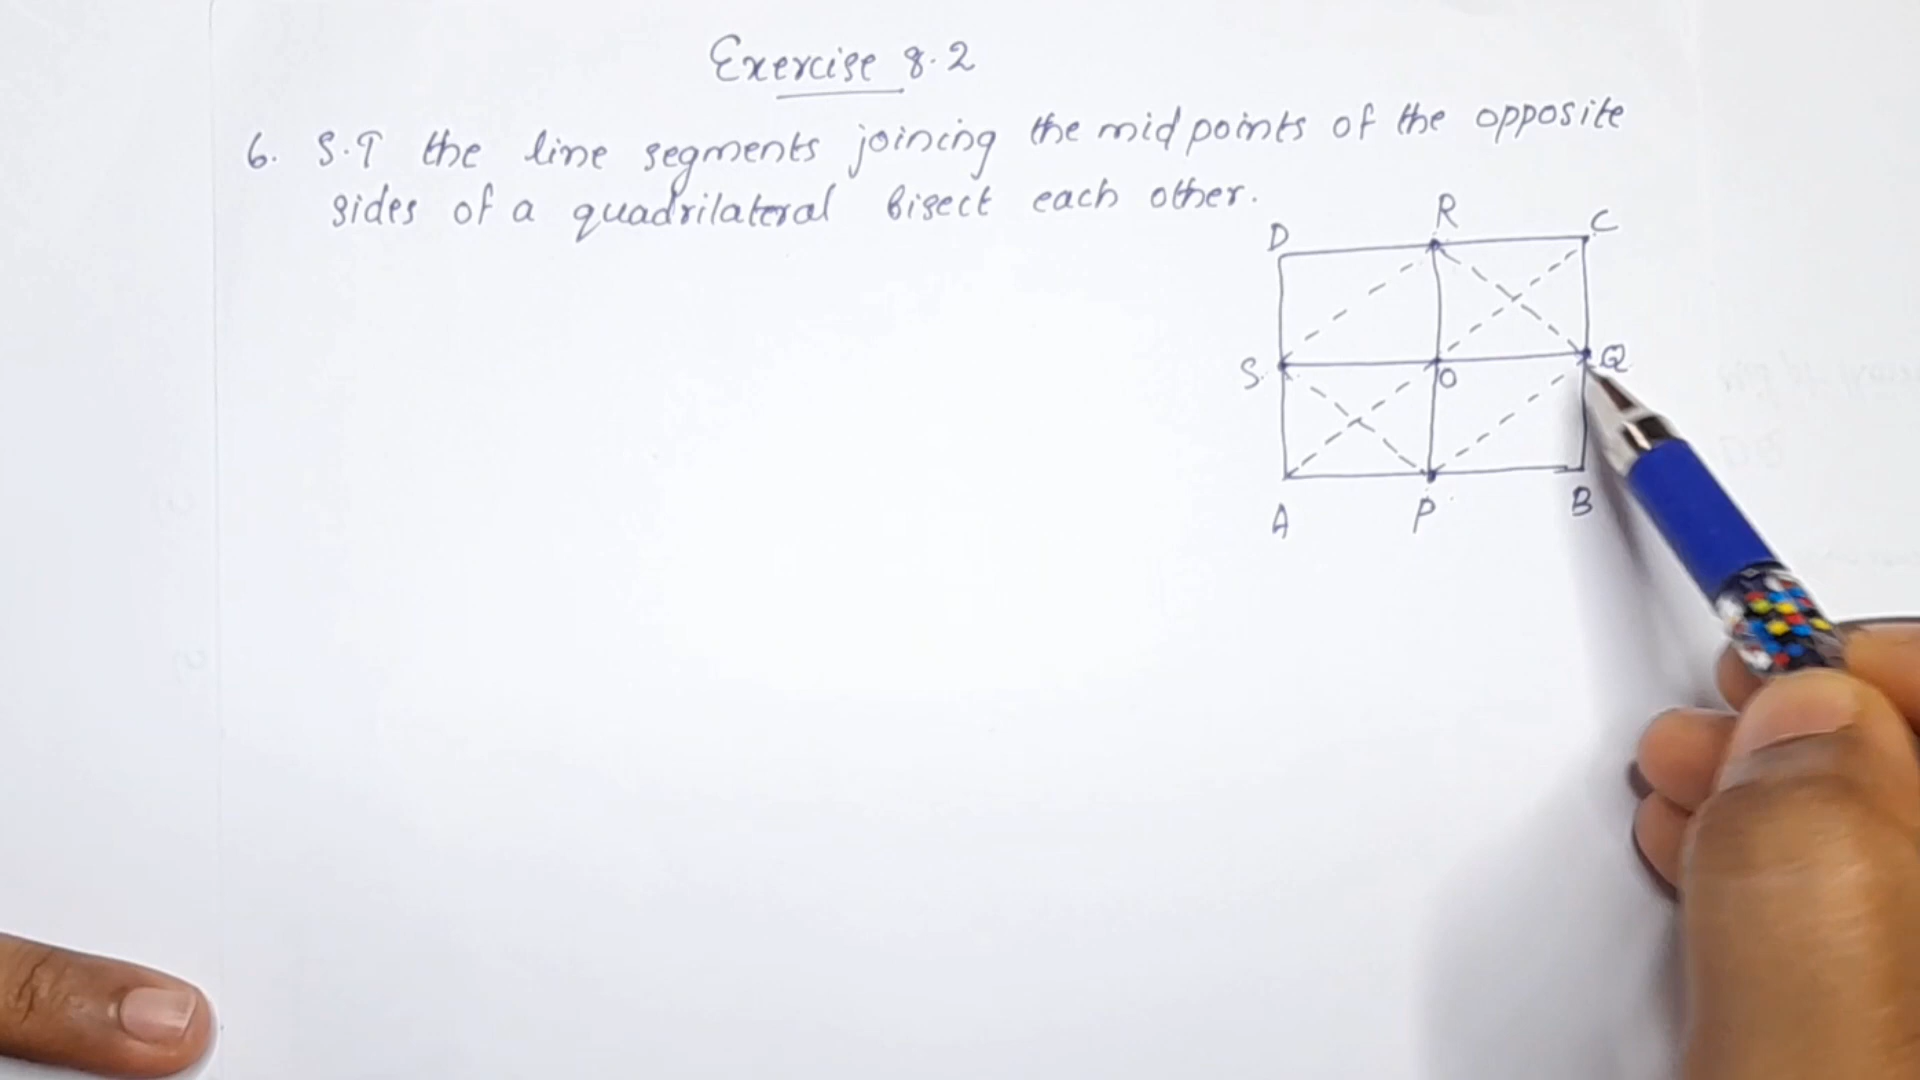 Exercise 8.2
6. S.T the line segments joining the mid points of the opposite
sides of a quadrilateral bisect each other.
D R C
S O Q
A P B